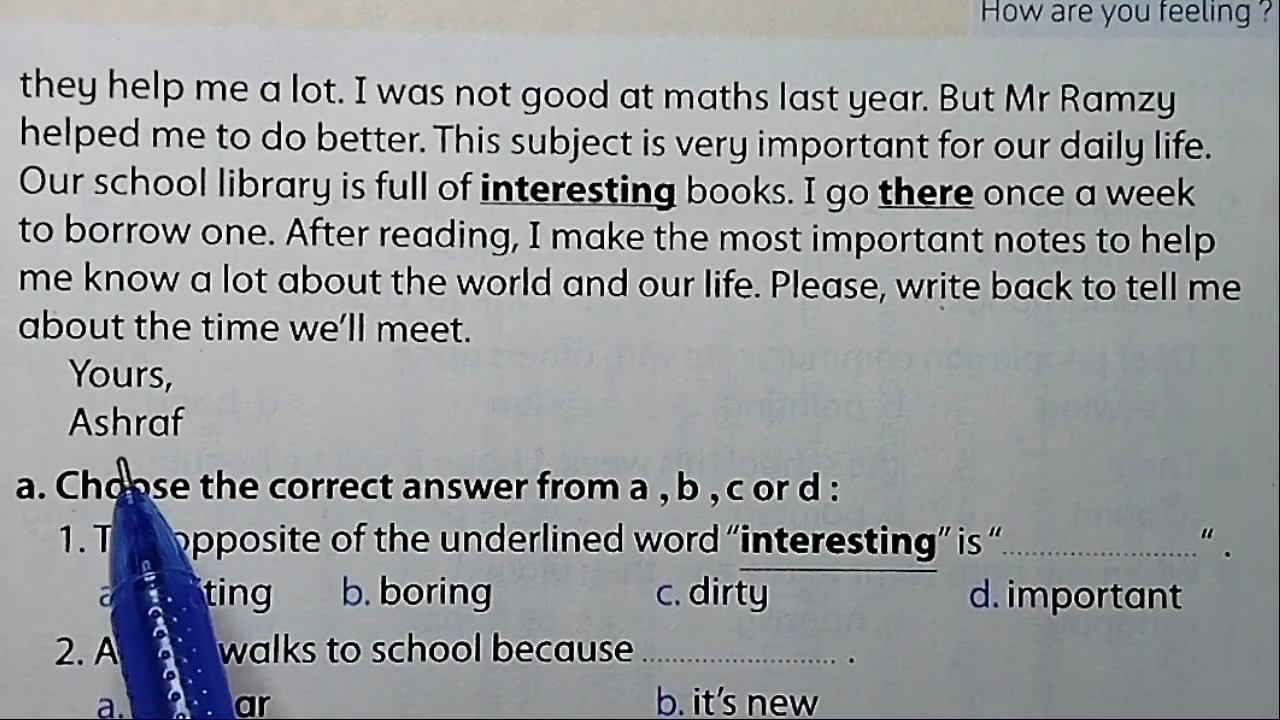 How are you feeling ?
they help me a lot. I was not good at maths last year. But Mr Ramzy
helped me to do better. This subject is very important for our daily life.
Our school library is full of interesting books. I go there once a week
to borrow one. After reading, I make the most important notes to help
me know a lot about the world and our life. Please, write back to tell me
about the time we'll meet.
Yours,
Ashraf
a. Choose the correct answer from a , b , c or d :
1. opposite of the underlined word “interesting” is “.......................“ .
b. boring c. dirty d. important
2. walks to school because ....................... .
a. b. it's new